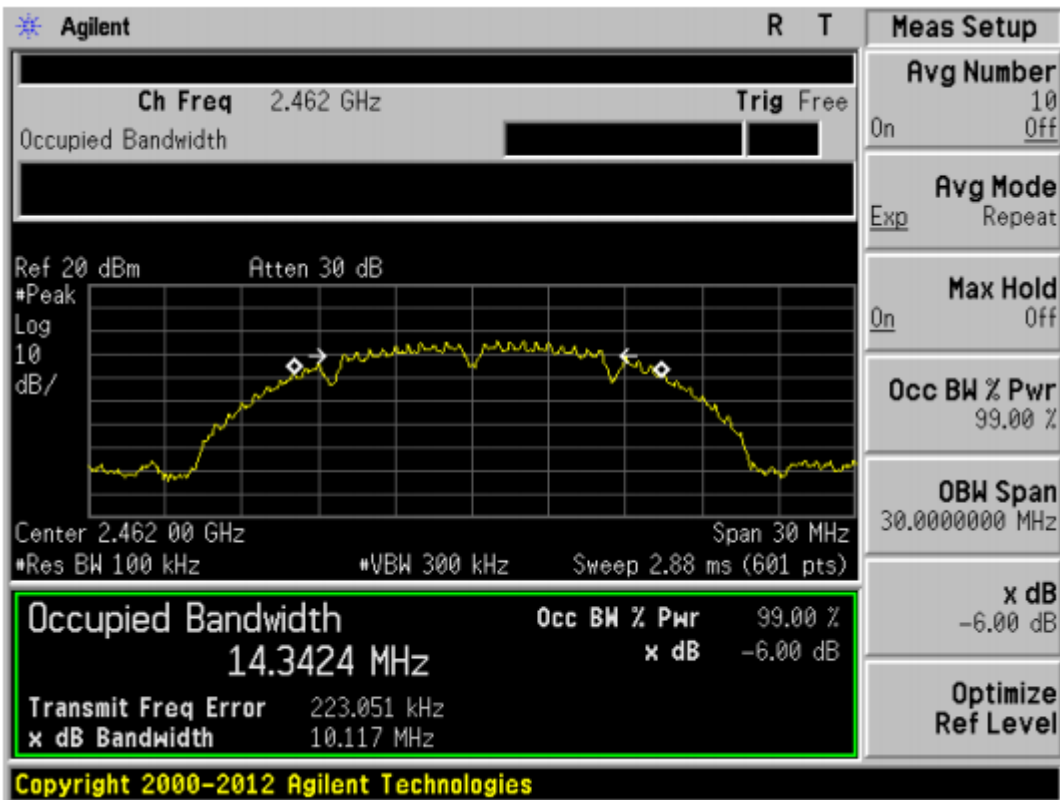 Agilent R T
Ch Freq 2.462 GHz Trig Free
Occupied Bandwidth
Ref 20 dBm Atten 30 dB
#Peak
Log
10
dB/
Center 2.462 00 GHz Span 30 MHz
#Res BW 100 kHz #VBW 300 kHz Sweep 2.88 ms (601 pts)
Occupied Bandwidth Occ BW % Pwr 99.00 %
14.3424 MHz x dB -6.00 dB
Transmit Freq Error 223.051 kHz
x dB Bandwidth 10.117 MHz
Copyright 2000-2012 Agilent Technologies
Meas Setup
Avg Number
10
On Off
Avg Mode
Exp Repeat
Max Hold
On Off
Occ BW % Pwr
99.00 %
OBW Span
30.0000000 MHz
x dB
-6.00 dB
Optimize
Ref Level